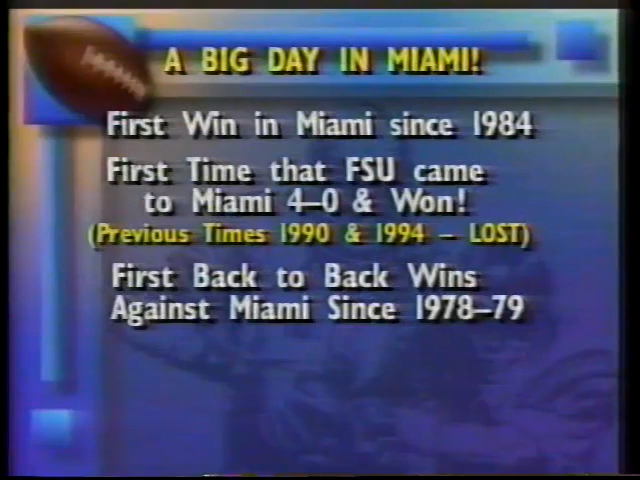 A BIG DAY IN MIAMI!
First Win in Miami since 1984
First Time that FSU came
to Miami 4–0 & Won!
(Previous Times 1990 & 1994 – LOST)
First Back to Back Wins
Against Miami Since 1978–79